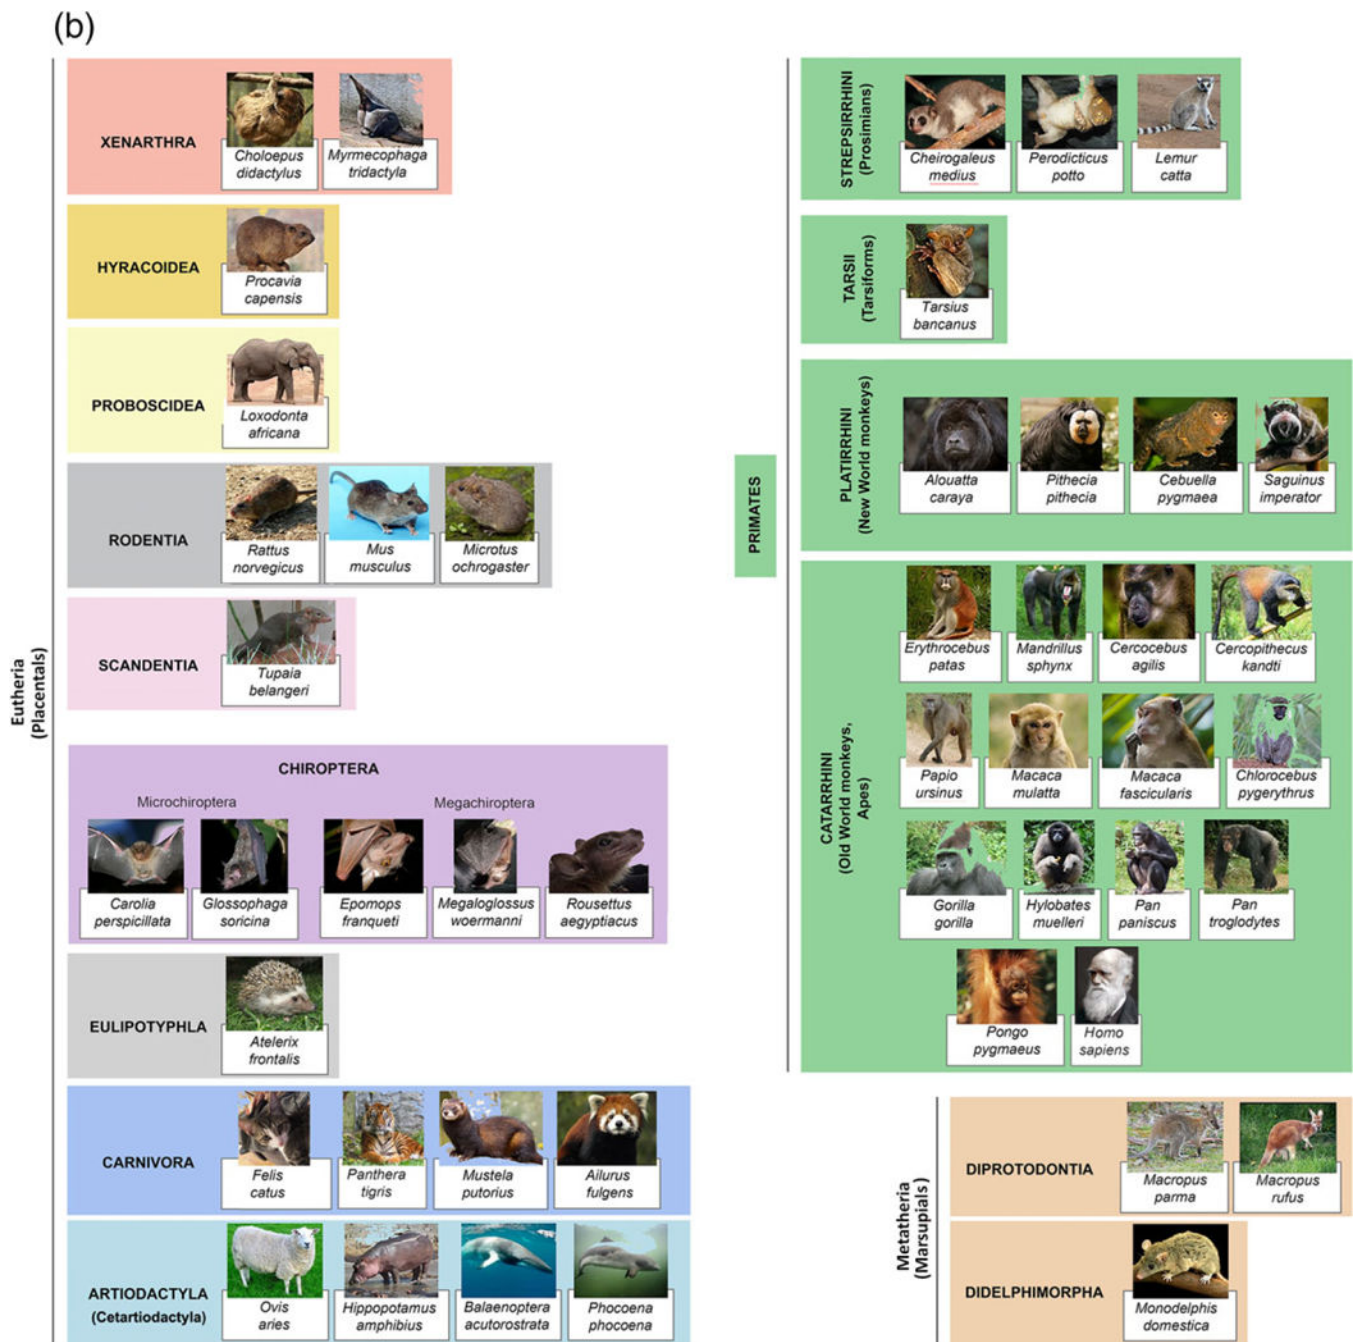 (b)
Eutheria
(Placentals)
XENARTHRA
Choloepus
didactylus
Myrmecophaga
tridactyla
HYRACOIDEA
Procavia
capensis
PROBOSCIDEA
Loxodonta
africana
RODENTIA
Rattus
norvegicus
Mus
musculus
Microtus
ochrogaster
SCANDENTIA
Tupaia
belangeri
CHIROPTERA
Microchiroptera
Megachiroptera
Carolia
perspicillata
Glossophaga
soricina
Epomops
franqueti
Megaloglossus
woermanni
Rousettus
aegyptiacus
EULIPOTYPHLA
Atelerix
frontalis
CARNIVORA
Felis
catus
Panthera
tigris
Mustela
putorius
Ailurus
fulgens
ARTIODACTYLA
(Cetartiodactyla)
Ovis
aries
Hippopotamus
amphibius
Balaenoptera
acutorostrata
Phocoena
phocoena
PRIMATES
STREPSIRRHINI
(Prosimians)
Cheirogaleus
medius
Perodicticus
potto
Lemur
catta
TARSII
(Tarsiforms)
Tarsius
bancanus
PLATIRRHINI
(New World monkeys)
Alouatta
caraya
Pithecia
pithecia
Cebuella
pygmaea
Saguinus
imperator
CATARRHINI
(Old World monkeys,
Apes)
Erythrocebus
patas
Mandrillus
sphynx
Cercocebus
agilis
Cercopithecus
kandti
Papio
ursinus
Macaca
mulatta
Macaca
fascicularis
Chlorocebus
pygerythrus
Gorilla
gorilla
Hylobates
muelleri
Pan
paniscus
Pan
troglodytes
Pongo
pygmaeus
Homo
sapiens
Metatheria
(Marsupials)
DIPROTODONTIA
Macropus
parma
Macropus
rufus
DIDELPHIMORPHA
Monodelphis
domestica